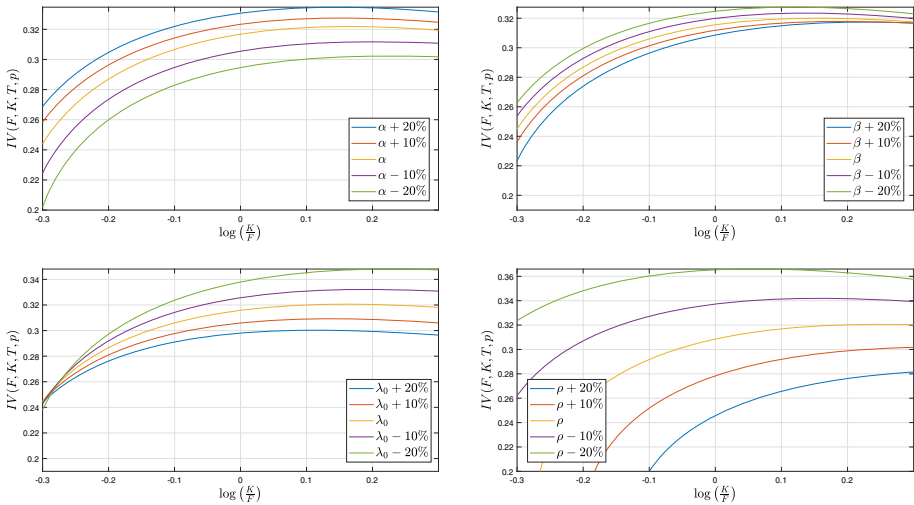 0.32
0.3
0.28
0.26
0.24
0.22
0.2
-0.3 -0.2 -0.1 0 0.1 0.2
IV(F, K, T, p)
log (K/F)
α + 20%
α + 10%
α
α − 10%
α − 20%
0.32
0.3
0.28
0.26
0.24
0.22
0.2
-0.3 -0.2 -0.1 0 0.1 0.2
IV(F, K, T, p)
log (K/F)
β + 20%
β + 10%
β
β − 10%
β − 20%
0.34
0.32
0.3
0.28
0.26
0.24
0.22
0.2
-0.3 -0.2 -0.1 0 0.1 0.2
IV(F, K, T, p)
log (K/F)
λ₀ + 20%
λ₀ + 10%
λ₀
λ₀ − 10%
λ₀ − 20%
0.36
0.34
0.32
0.3
0.28
0.26
0.24
0.22
0.2
-0.3 -0.2 -0.1 0 0.1 0.2
IV(F, K, T, p)
log (K/F)
ρ + 20%
ρ + 10%
ρ
ρ − 10%
ρ − 20%